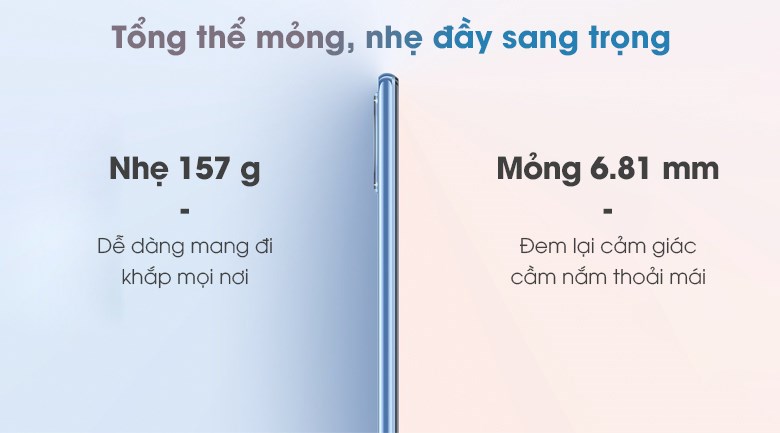 Tổng thể mỏng, nhẹ đầy sang trọng
Nhẹ 157 g
-
Dễ dàng mang đi
khắp mọi nơi
Mỏng 6.81 mm
-
Đem lại cảm giác
cầm nắm thoải mái